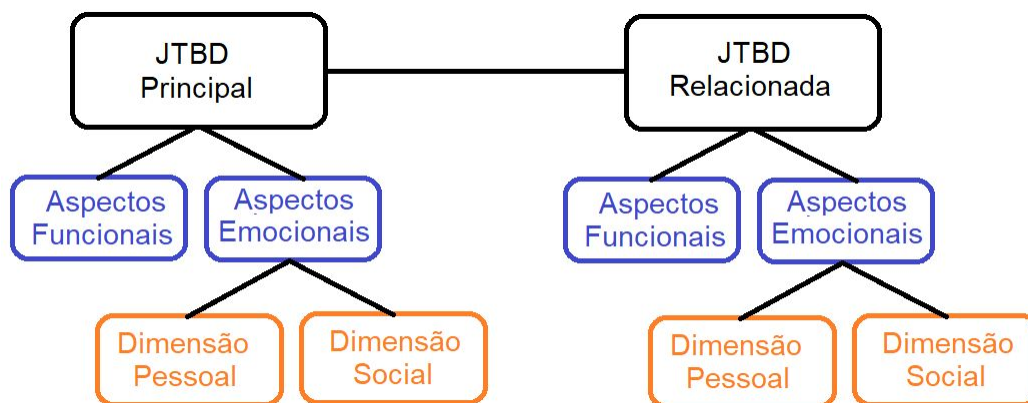 JTBD
Principal
JTBD
Relacionada
Aspectos
Funcionais
Aspectos
Emocionais
Aspectos
Funcionais
Aspectos
Emocionais
Dimensão
Pessoal
Dimensão
Social
Dimensão
Pessoal
Dimensão
Social